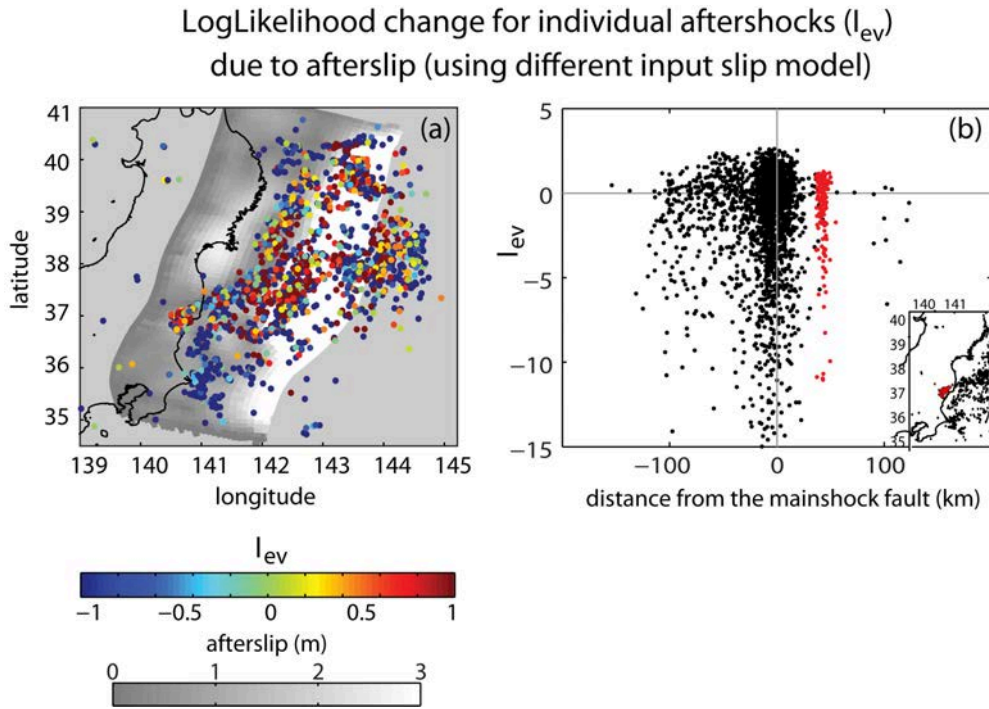 LogLikelihood change for individual aftershocks (I_ev)
due to afterslip (using different input slip model)
(a)
latitude
41
40
39
38
37
36
35
139 140 141 142 143 144 145
longitude
(b)
I_ev
5
0
−5
−10
−15
−100 0 100
distance from the mainshock fault (km)
140 141
40
39
38
37
36
35
I_ev
−1 −0.5 0 0.5 1
afterslip (m)
0 1 2 3